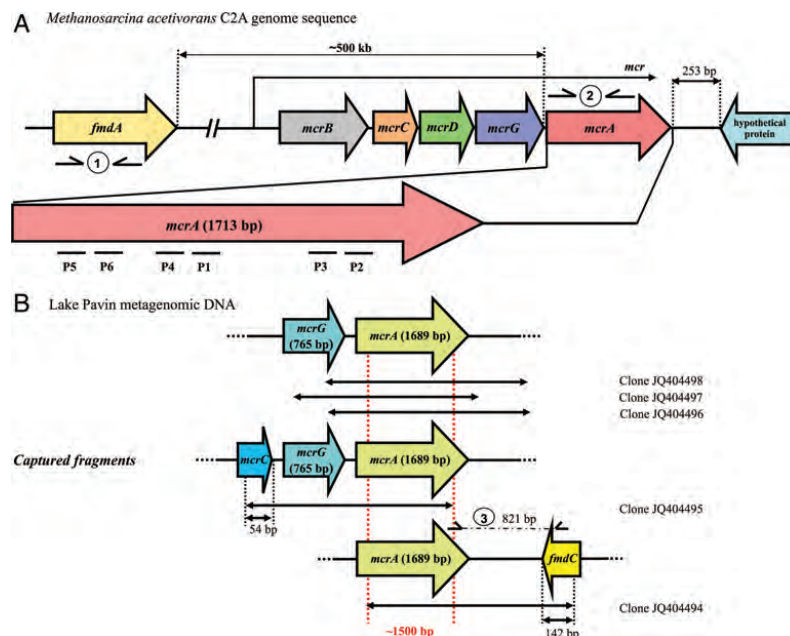 A Methanosarcina acetivorans C2A genome sequence
~500 kb
mcr
253 bp
fmdA
mcrB
mcrC
mcrD
mcrG
mcrA
hypothetical
protein
1
2
mcrA (1713 bp)
P5 P6 P4 P1 P3 P2
B Lake Pavin metagenomic DNA
mcrG
(765 bp)
mcrA (1689 bp)
Clone JQ404498
Clone JQ404497
Clone JQ404496
Captured fragments
mcrC
mcrG
(765 bp)
mcrA (1689 bp)
Clone JQ404495
54 bp
3
821 bp
mcrA (1689 bp)
fmdC
Clone JQ404494
~1500 bp
142 bp